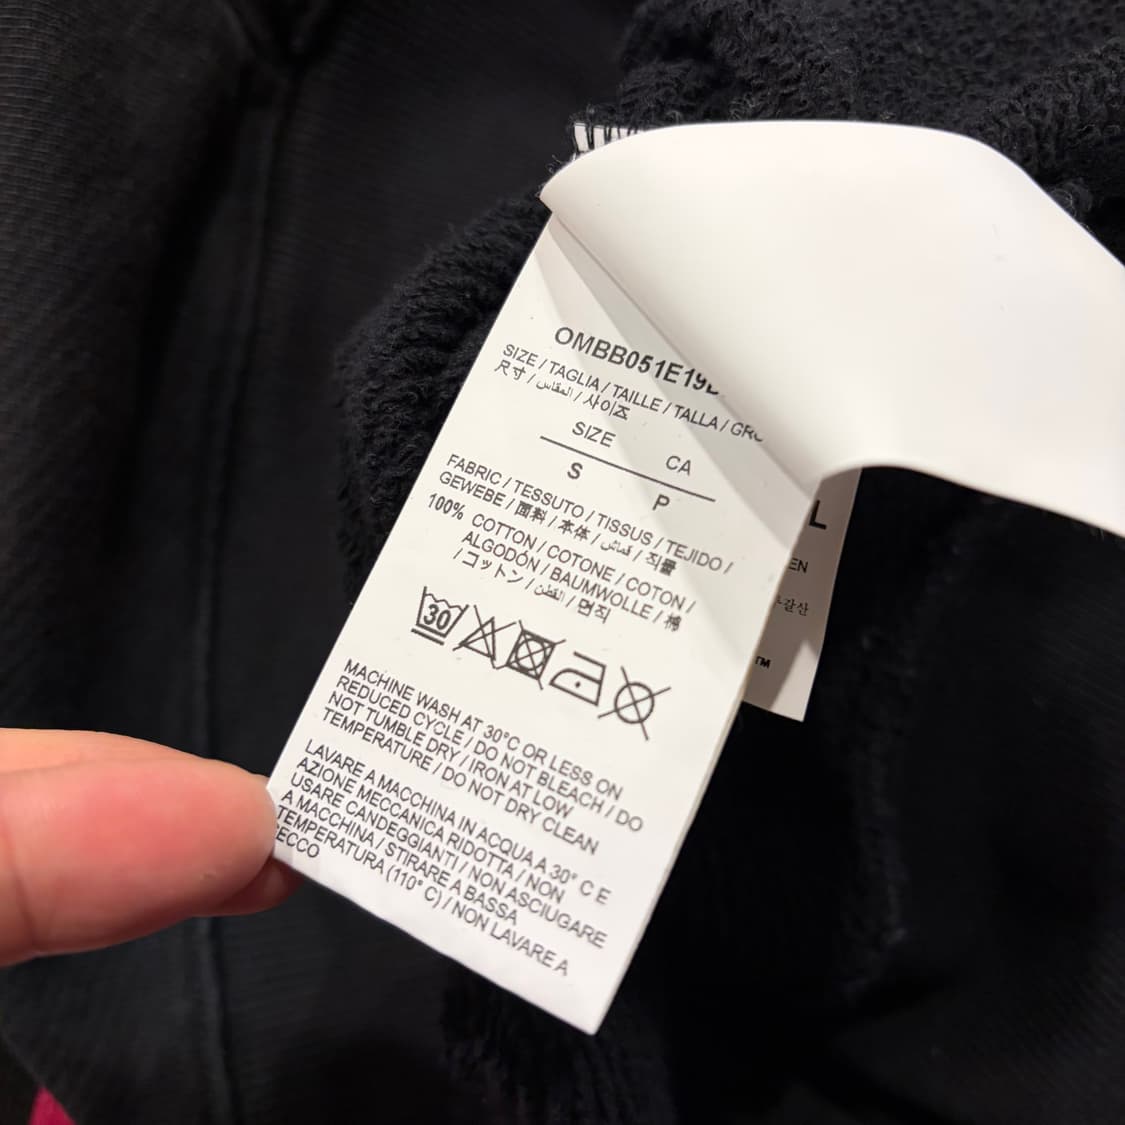 OMBB051E19
SIZE / TAGLIA / TAILLE / TALLA /
尺寸 / المقاس / 사이즈
SIZE CA
S P
FABRIC / TESSUTO / TISSUS / TEJIDO /
GEWEBE / 面料 / 本体 / قماش / 직물
100% COTTON / COTONE / COTON /
ALGODÓN / BAUMWOLLE / 棉
/ コットン / القطن / 면직
30
MACHINE WASH AT 30°C OR LESS ON
REDUCED CYCLE / DO NOT BLEACH / DO
NOT TUMBLE DRY / IRON AT LOW
TEMPERATURE / DO NOT DRY CLEAN
LAVARE A MACCHINA IN ACQUA A 30° C E
AZIONE MECCANICA RIDOTTA / NON
USARE CANDEGGIANTI / NON ASCIUGARE
A MACCHINA / STIRARE A BASSA
TEMPERATURA (110° C) / NON LAVARE A
SECCO
L
EN
갈산
TM